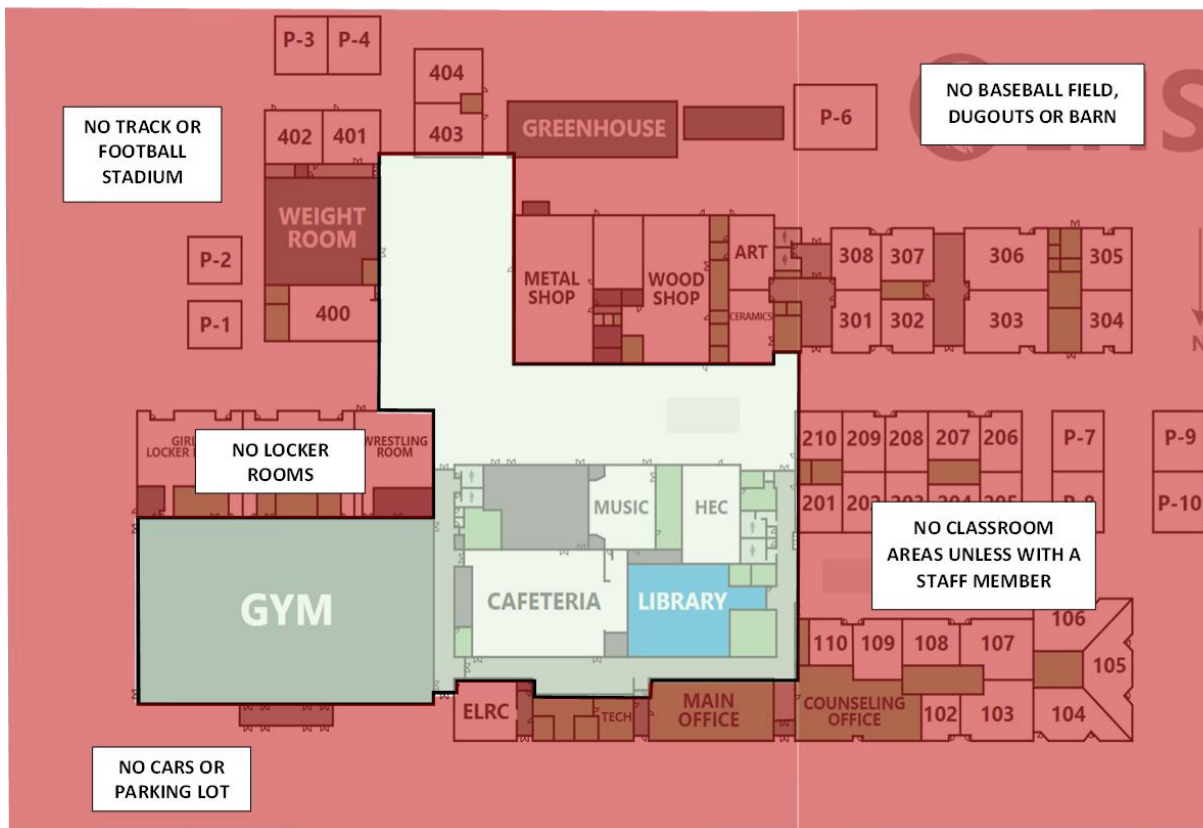 P-3
P-4
404
403
402
401
GREENHOUSE
P-6
NO BASEBALL FIELD,
DUGOUTS OR BARN
NO TRACK OR
FOOTBALL
STADIUM
WEIGHT
ROOM
P-2
P-1
400
METAL
SHOP
WOOD
SHOP
ART
CERAMICS
308
307
306
305
301
302
303
304
N
NO LOCKER
ROOMS
WRESTLING
ROOM
210
209
208
207
206
P-7
P-9
201
202
203
204
205
P-10
MUSIC
HEC
NO CLASSROOM
AREAS UNLESS WITH A
STAFF MEMBER
GYM
CAFETERIA
LIBRARY
110
109
108
107
106
105
ELRC
TECH
MAIN
OFFICE
COUNSELING
OFFICE
102
103
104
NO CARS OR
PARKING LOT